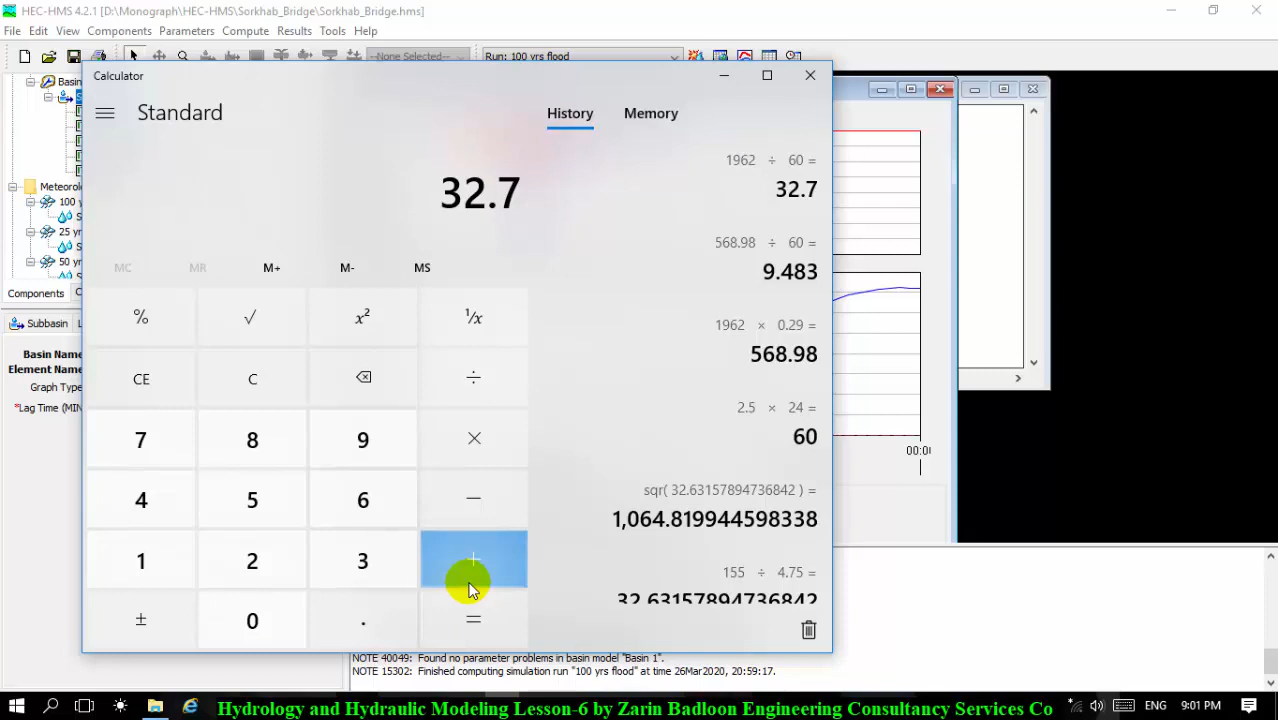 HEC-HMS 4.2.1 [D:\Monograph\HEC-HMS\Sorkhab_Bridge\Sorkhab_Bridge.hms]
File Edit View Components Parameters Compute Results Tools Help
--None Selected--
Run: 100 yrs flood
Basin
Meteorol
100 y
25 yr
50 yr
Components
Subbasin
Basin Name
Element Name
Graph Type
*Lag Time (MIN
Calculator
Standard
History Memory
32.7
MC MR M+ M- MS
% √ x² ¹/x
CE C ÷
7 8 9 ×
4 5 6 −
1 2 3 +
± 0 . =
1962 ÷ 60 =
32.7
568.98 ÷ 60 =
9.483
1962 × 0.29 =
568.98
2.5 × 24 =
60
sqr( 32.63157894736842 ) =
1,064.819944598338
155 ÷ 4.75 =
32.63157894736842
NOTE 40049: Found no parameter problems in basin model "Basin 1".
NOTE 15302: Finished computing simulation run "100 yrs flood" at time 26Mar2020, 20:59:17.
ENG 9:01 PM
Hydrology and Hydraulic Modeling Lesson-6 by Zarin Badloon Engineering Consultancy Services Co